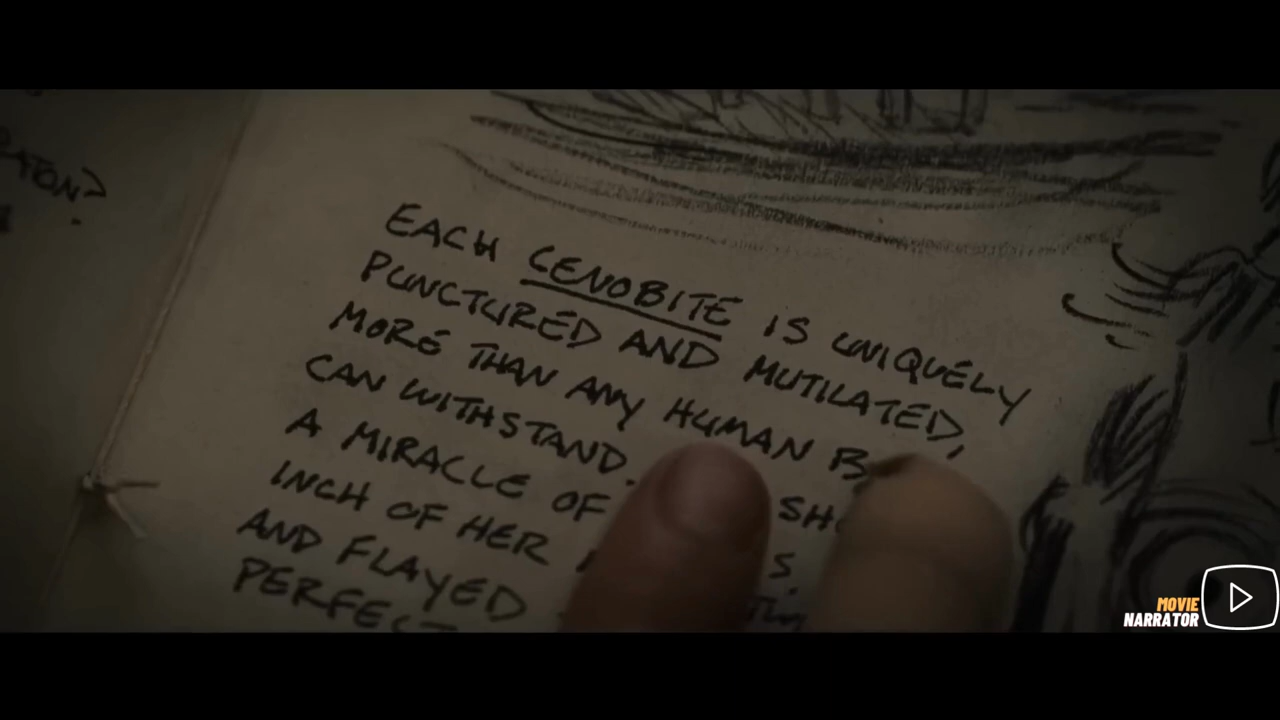 EACH CENOBITE IS UNIQUELY
PUNCTURED AND MUTILATED,
MORE THAN ANY HUMAN
CAN WITHSTAND.
A MIRACLE OF
INCH OF HER
AND FLAYED
MOVIE
NARRATOR